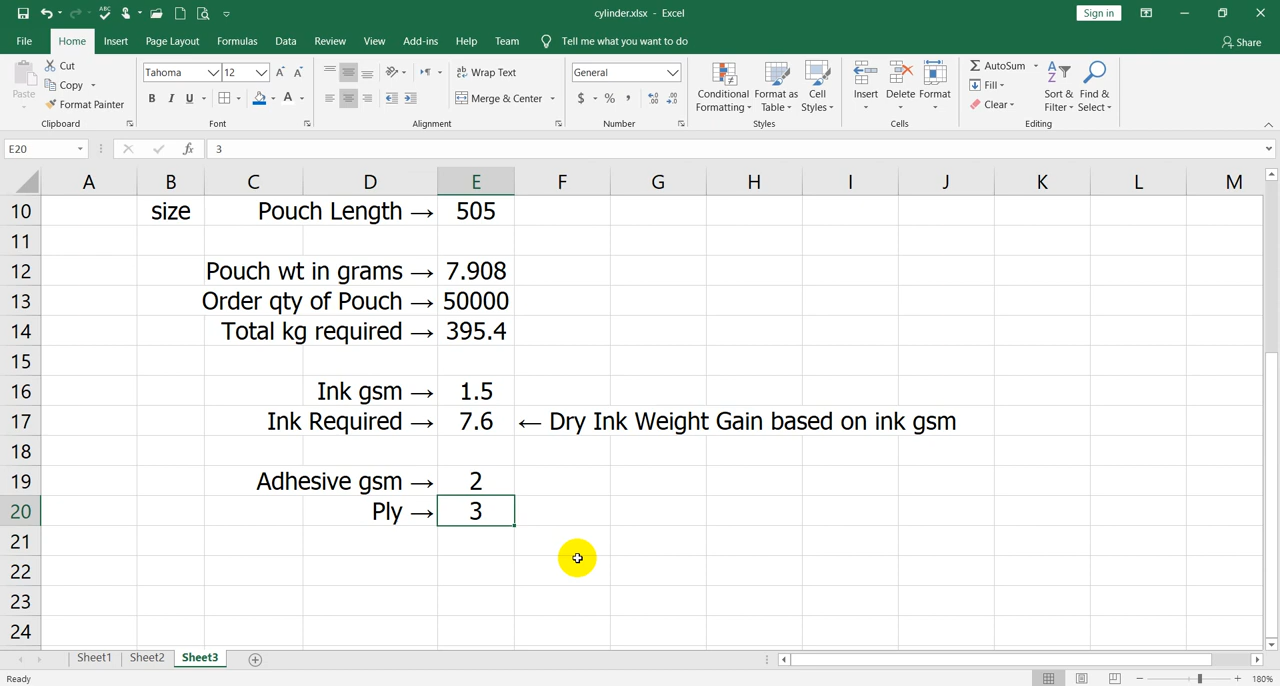 cylinder.xlsx - Excel
Sign in
File Home Insert Page Layout Formulas Data Review View Add-ins Help Team Tell me what you want to do Share
Paste
Cut
Copy
Format Painter
Clipboard
Tahoma 12
B I U
Font
Wrap Text
Merge & Center
Alignment
General
$ % ,
Number
Conditional Formatting
Format as Table
Cell Styles
Styles
Insert Delete Format
Cells
AutoSum
Fill
Clear
Sort & Filter
Find & Select
Editing
E20 fx 3
A B C D E F G H I J K L M
10 size Pouch Length → 505
11
12 Pouch wt in grams → 7.908
13 Order qty of Pouch → 50000
14 Total kg required → 395.4
15
16 Ink gsm → 1.5
17 Ink Required → 7.6 ← Dry Ink Weight Gain based on ink gsm
18
19 Adhesive gsm → 2
20 Ply → 3
21
22
23
24
Sheet1 Sheet2 Sheet3
Ready 180%